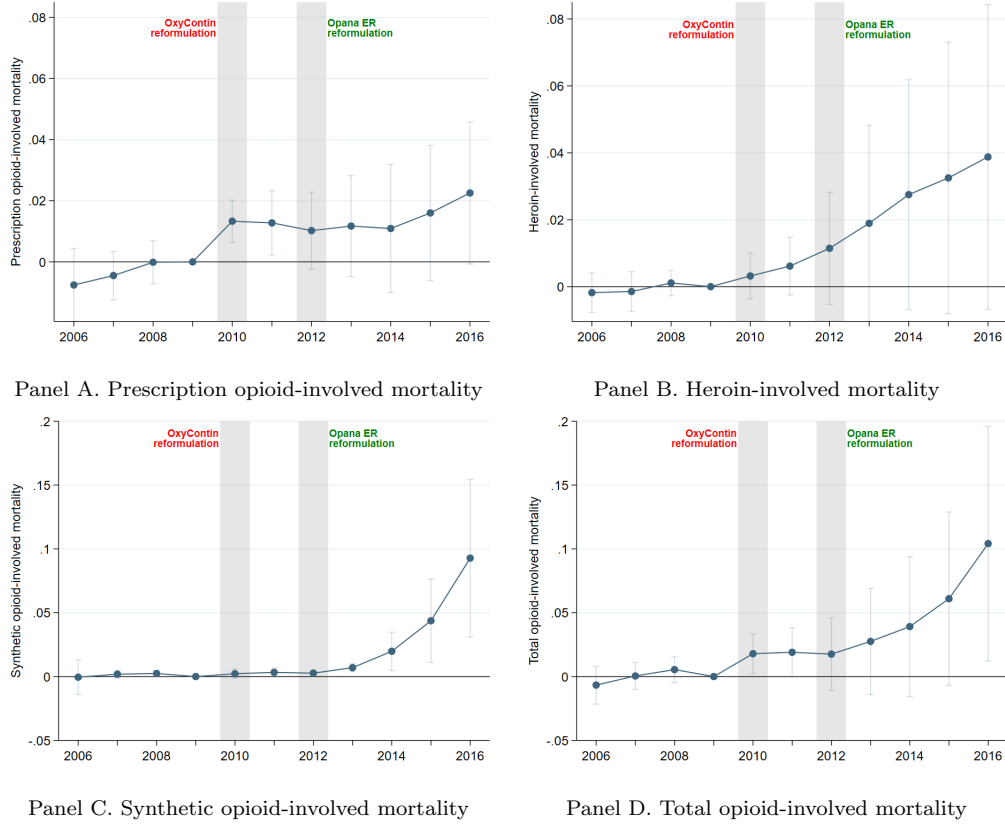 OxyContin
reformulation
Opana ER
reformulation
Prescription opioid-involved mortality
.08
.06
.04
.02
0
2006 2008 2010 2012 2014 2016
Panel A. Prescription opioid-involved mortality
OxyContin
reformulation
Opana ER
reformulation
Heroin-involved mortality
.08
.06
.04
.02
0
2006 2008 2010 2012 2014 2016
Panel B. Heroin-involved mortality
OxyContin
reformulation
Opana ER
reformulation
Synthetic opioid-involved mortality
.2
.15
.1
.05
0
-.05
2006 2008 2010 2012 2014 2016
Panel C. Synthetic opioid-involved mortality
OxyContin
reformulation
Opana ER
reformulation
Total opioid-involved mortality
.2
.15
.1
.05
0
-.05
2006 2008 2010 2012 2014 2016
Panel D. Total opioid-involved mortality